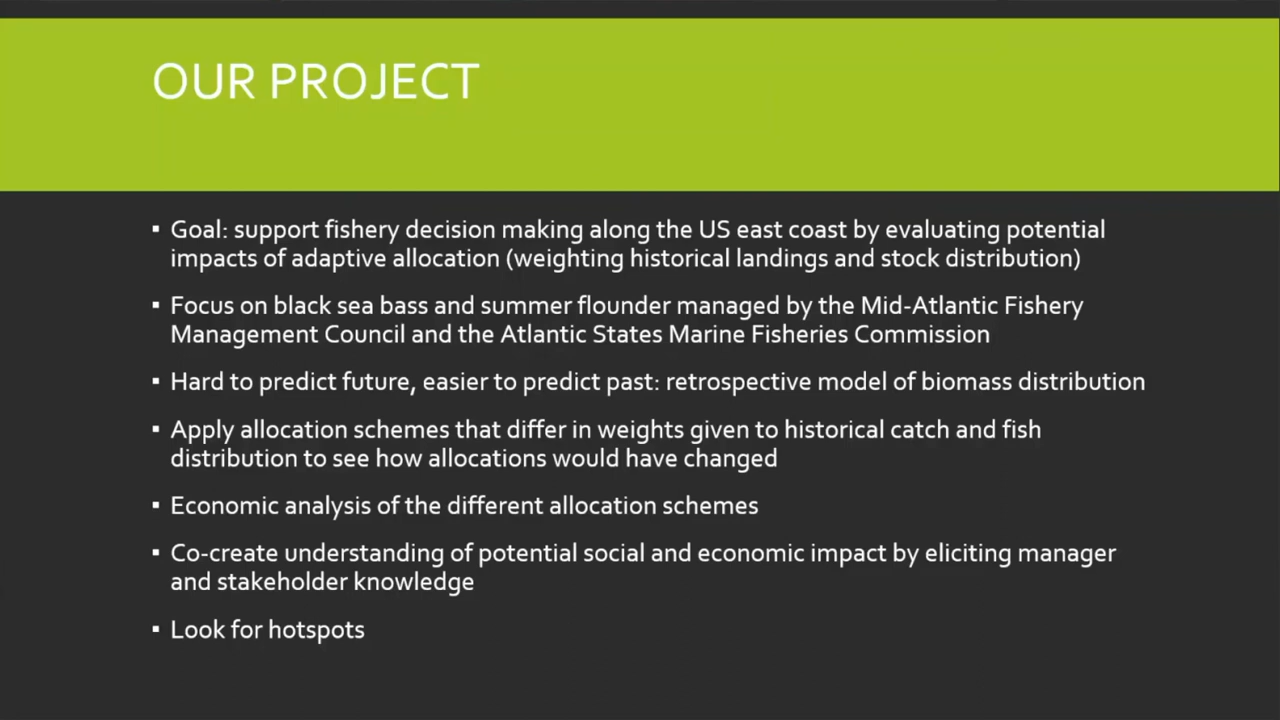 OUR PROJECT
▪ Goal: support fishery decision making along the US east coast by evaluating potential
impacts of adaptive allocation (weighting historical landings and stock distribution)
▪ Focus on black sea bass and summer flounder managed by the Mid-Atlantic Fishery
Management Council and the Atlantic States Marine Fisheries Commission
▪ Hard to predict future, easier to predict past: retrospective model of biomass distribution
▪ Apply allocation schemes that differ in weights given to historical catch and fish
distribution to see how allocations would have changed
▪ Economic analysis of the different allocation schemes
▪ Co-create understanding of potential social and economic impact by eliciting manager
and stakeholder knowledge
▪ Look for hotspots